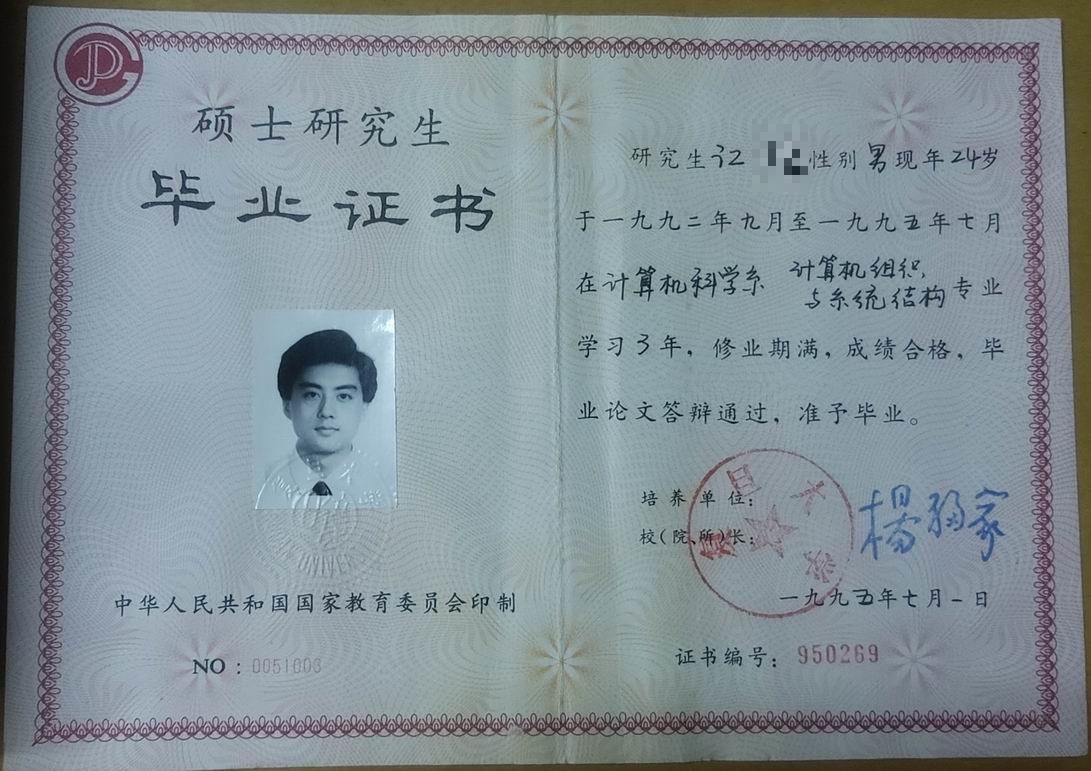 硕士研究生
毕业证书
中华人民共和国国家教育委员会印制
NO：0051003
研究生江 性别男现年24岁
于一九九二年九月至一九九五年七月
在计算机科学系 计算机组织与系统结构专业
学习3年，修业期满，成绩合格，毕
业论文答辩通过，准予毕业。
培养单位：
校（院、所）长：
楊福家
复旦大学
一九九五年七月一日
证书编号：950269